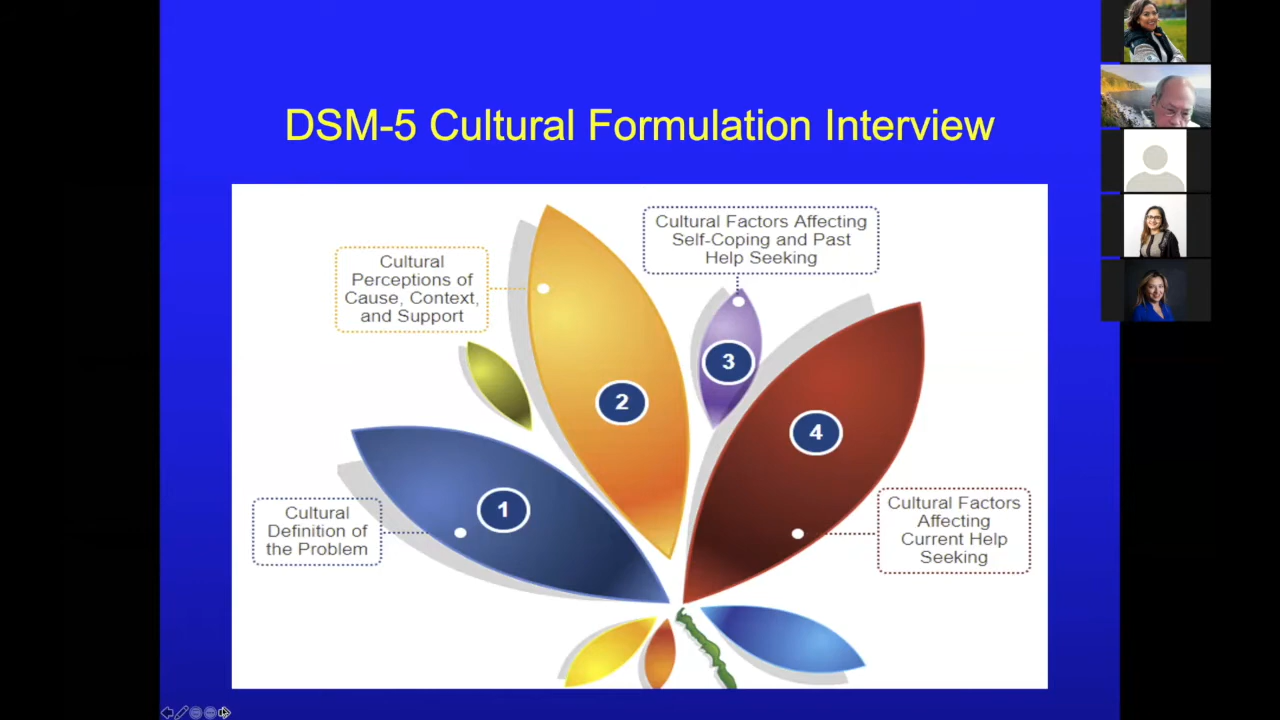 DSM-5 Cultural Formulation Interview
Cultural Factors Affecting
Self-Coping and Past
Help Seeking
Cultural
Perceptions of
Cause, Context,
and Support
3
2
4
1
Cultural
Definition of
the Problem
Cultural Factors
Affecting
Current Help
Seeking